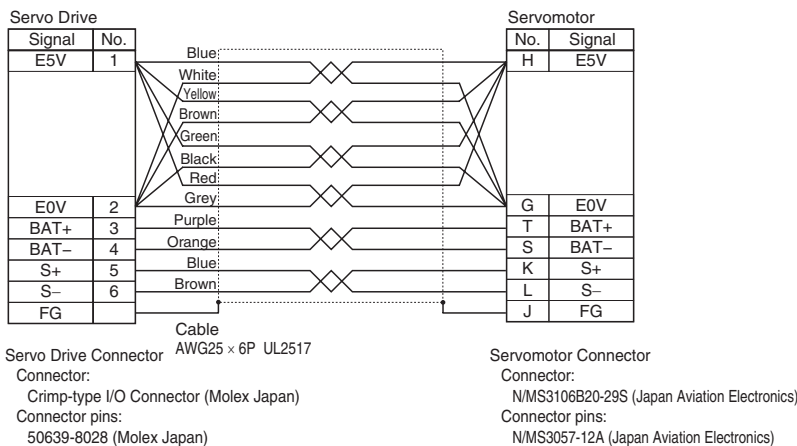 Servo Drive
Servomotor
Signal No.
No. Signal
E5V 1
Blue
H E5V
White
Yellow
Brown
Green
Black
Red
Grey
E0V 2
G E0V
Purple
BAT+ 3
T BAT+
Orange
BAT− 4
S BAT−
Blue
S+ 5
K S+
Brown
S− 6
L S−
FG
J FG
Cable
AWG25 × 6P UL2517
Servo Drive Connector
Connector:
Crimp-type I/O Connector (Molex Japan)
Connector pins:
50639-8028 (Molex Japan)
Servomotor Connector
Connector:
N/MS3106B20-29S (Japan Aviation Electronics)
Connector pins:
N/MS3057-12A (Japan Aviation Electronics)